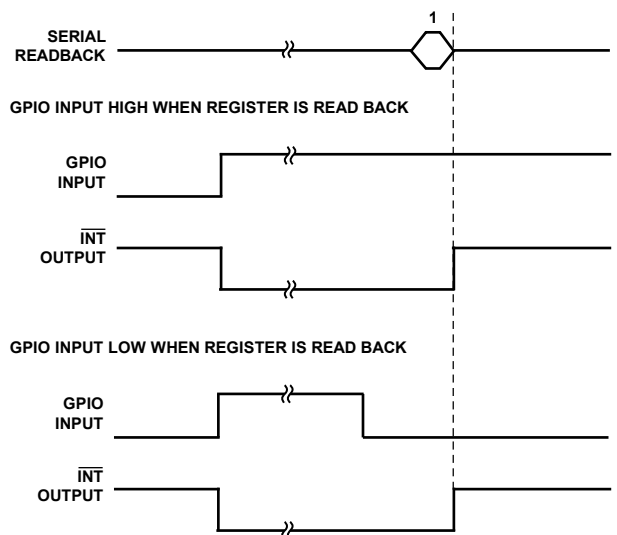 1
SERIAL
READBACK
GPIO INPUT HIGH WHEN REGISTER IS READ BACK
GPIO
INPUT
INT
OUTPUT
GPIO INPUT LOW WHEN REGISTER IS READ BACK
GPIO
INPUT
INT
OUTPUT